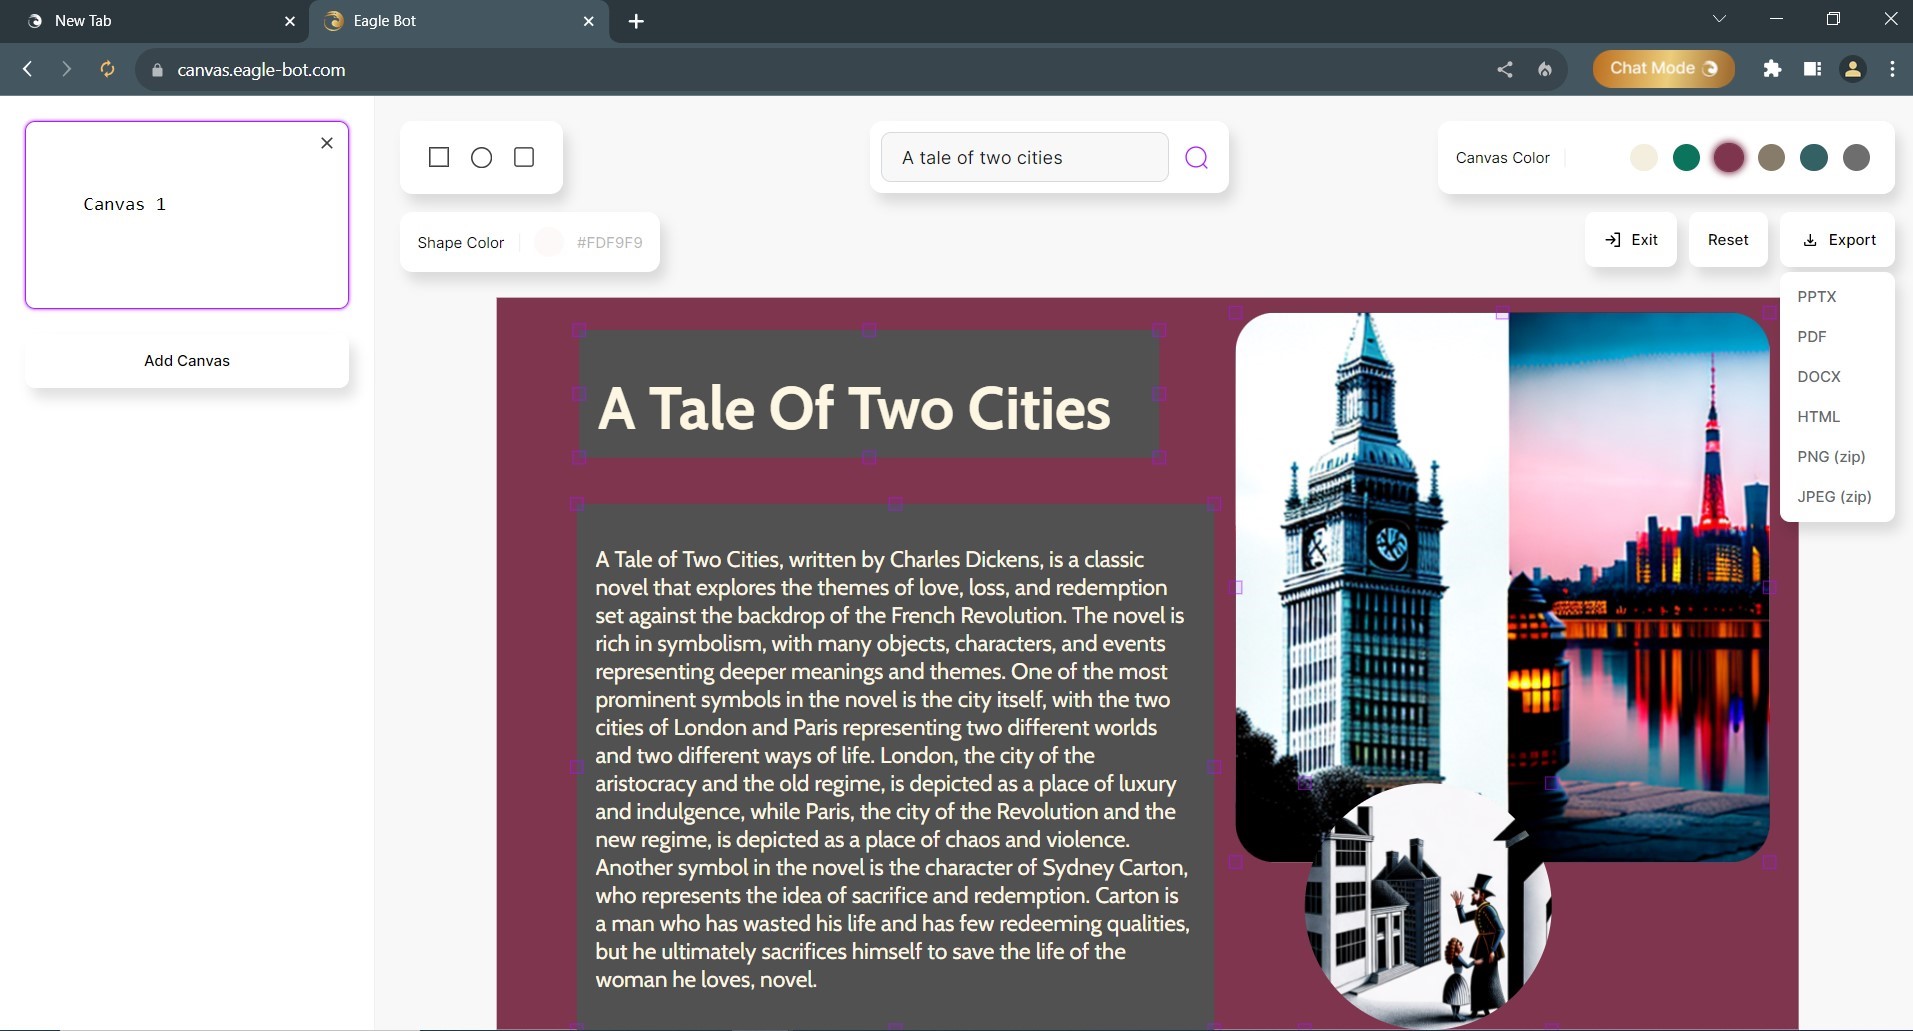 New Tab
Eagle Bot
canvas.eagle-bot.com
Chat Mode
Canvas 1
Add Canvas
A tale of two cities
Canvas Color
Shape Color
#FDF9F9
Exit
Reset
Export
PPTX
PDF
DOCX
HTML
PNG (zip)
JPEG (zip)
A Tale Of Two Cities
A Tale of Two Cities, written by Charles Dickens, is a classic
novel that explores the themes of love, loss, and redemption
set against the backdrop of the French Revolution. The novel is
rich in symbolism, with many objects, characters, and events
representing deeper meanings and themes. One of the most
prominent symbols in the novel is the city itself, with the two
cities of London and Paris representing two different worlds
and two different ways of life. London, the city of the
aristocracy and the old regime, is depicted as a place of luxury
and indulgence, while Paris, the city of the Revolution and the
new regime, is depicted as a place of chaos and violence.
Another symbol in the novel is the character of Sydney Carton,
who represents the idea of sacrifice and redemption. Carton is
a man who has wasted his life and has few redeeming qualities,
but he ultimately sacrifices himself to save the life of the
woman he loves, novel.